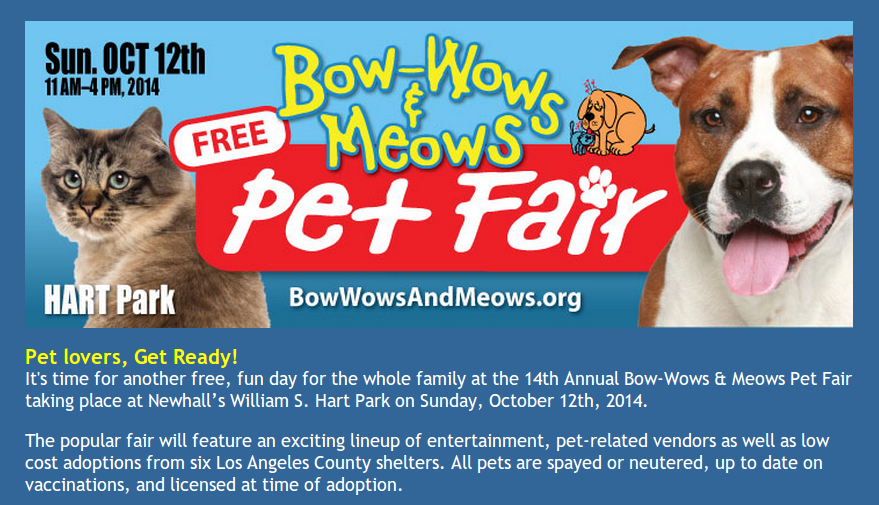 Sun. OCT 12th
11 AM–4 PM, 2014
Bow-Wows
&
Meows
FREE
Pet Fair
HART Park
BowWowsAndMeows.org
Pet lovers, Get Ready!
It's time for another free, fun day for the whole family at the 14th Annual Bow-Wows & Meows Pet Fair
taking place at Newhall’s William S. Hart Park on Sunday, October 12th, 2014.
The popular fair will feature an exciting lineup of entertainment, pet-related vendors as well as low
cost adoptions from six Los Angeles County shelters. All pets are spayed or neutered, up to date on
vaccinations, and licensed at time of adoption.